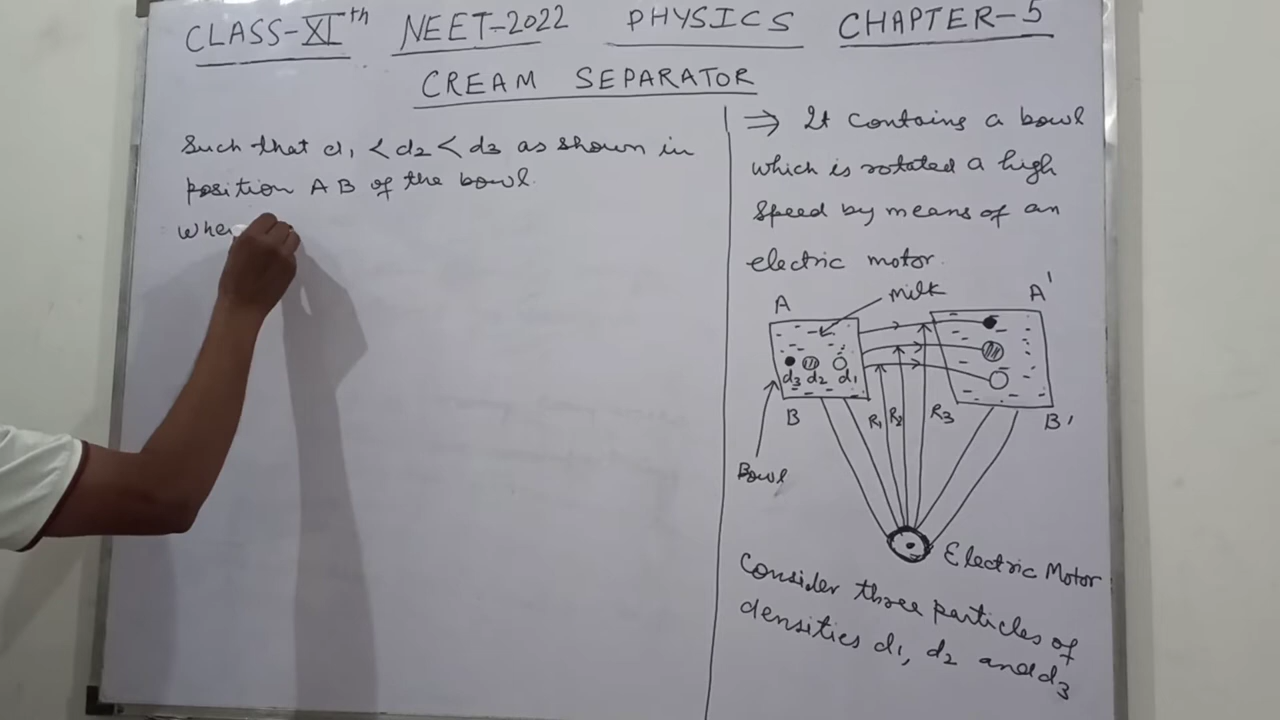 CLASS-XIth NEET-2022 PHYSICS CHAPTER-5
CREAM SEPARATOR
⇒ It contains a bowl
which is rotated a high
speed by means of an
electric motor.
A
milk
A'
d3 d2 d1
B
R1 R2 R3
B'
Bowl
Electric Motor
Consider three particles of
densities d1, d2 and d3
Such that d1 < d2 < d3 as shown in
position A B of the bowl.
whe